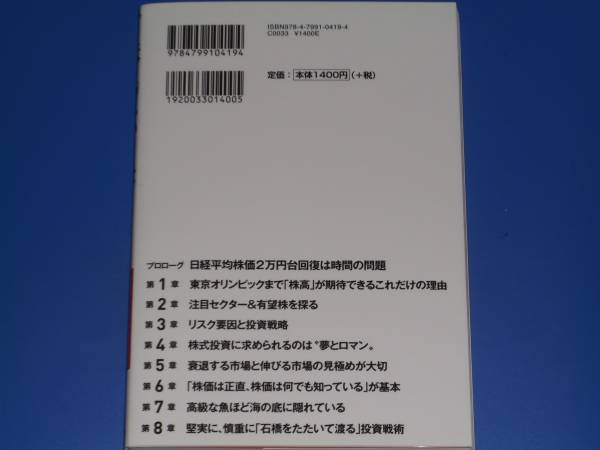 ISBN978-4-7991-0419-4
C0033 ¥1400E
9784799104194
定価：本体1400円(+税)
1920033014005
プロローグ 日経平均株価2万円台回復は時間の問題
第1章 東京オリンピックまで「株高」が期待できるこれだけの理由
第2章 注目セクター&有望株を探る
第3章 リスク要因と投資戦略
第4章 株式投資に求められるのは〝夢とロマン〟
第5章 衰退する市場と伸びる市場の見極めが大切
第6章 「株価は正直、株価は何でも知っている」が基本
第7章 高級な魚ほど海の底に隠れている
第8章 堅実に、慎重に「石橋をたたいて渡る」投資戦術